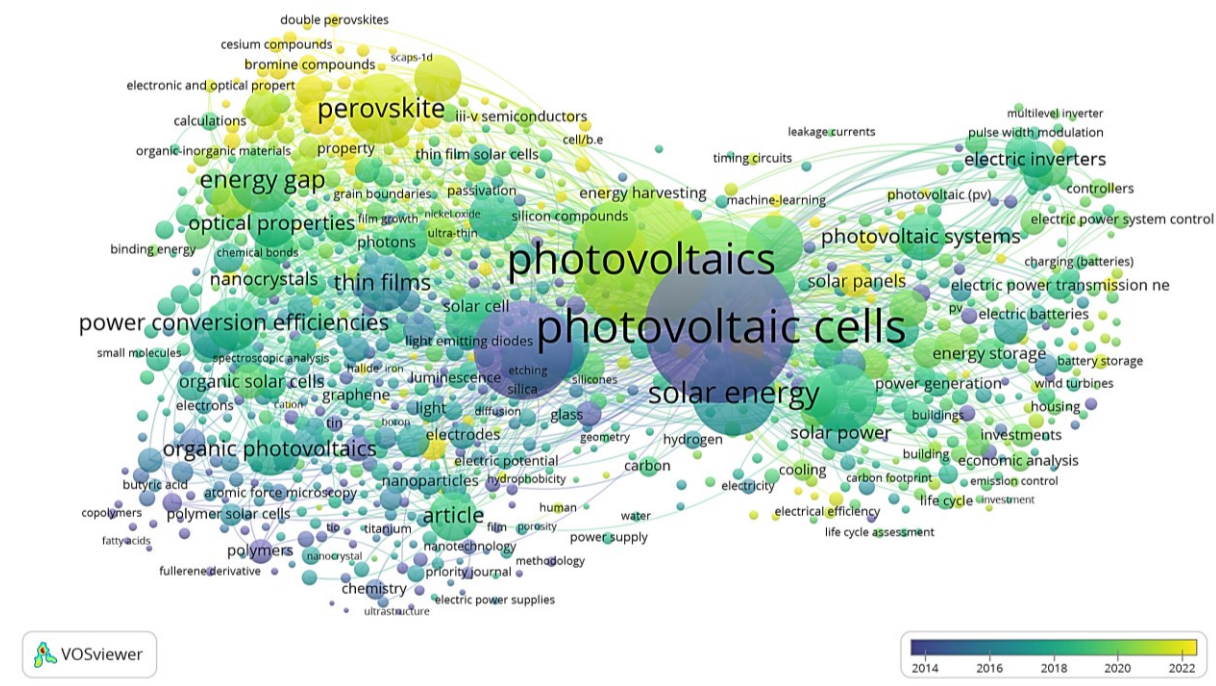 double perovskites
cesium compounds
scaps-1d
bromine compounds
electronic and optical propert
perovskite
iii-v semiconductors
multilevel inverter
calculations
leakage currents
pulse width modulation
cell/b.e
organic-inorganic materials
property
thin film solar cells
timing circuits
electric inverters
energy gap
grain boundaries
passivation
energy harvesting
machine-learning
photovoltaic (pv)
controllers
optical properties
film growth
nickel oxide
silicon compounds
electric power system control
ultra-thin
photons
photovoltaic systems
binding energy
chemical bonds
photovoltaics
charging (batteries)
nanocrystals
thin films
solar panels
electric power transmission ne
solar cell
pv
electric batteries
power conversion efficiencies
photovoltaic cells
light emitting diodes
small molecules
spectroscopic analysis
energy storage
battery storage
halide
iron
etching
organic solar cells
luminescence
silica
silicones
power generation
wind turbines
graphene
solar energy
electrons
cation
light
diffusion
glass
buildings
housing
tin
boron
electrodes
geometry
hydrogen
solar power
investments
organic photovoltaics
electric potential
carbon
building
economic analysis
cooling
carbon footprint
emission control
butyric acid
atomic force microscopy
nanoparticles
hydrophobicity
electricity
life cycle
investment
copolymers
polymer solar cells
article
human
water
electrical efficiency
tio
titanium
film
porosity
power supply
life cycle assessment
fatty acids
polymers
nanocrystal
nanotechnology
methodology
fullerene derivative
priority journal
chemistry
electric power supplies
ultrastructure
VOSviewer
2014
2016
2018
2020
2022